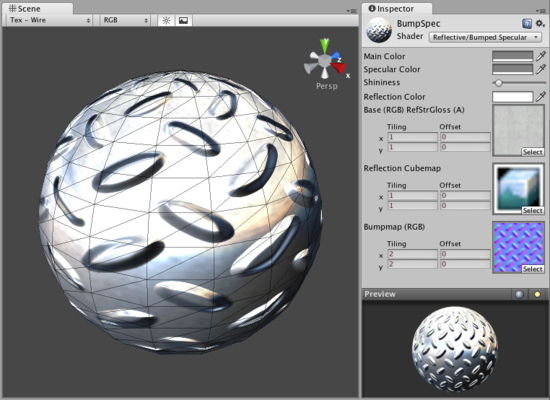 Scene
Tex - Wire
RGB
y
z
x
Persp
Inspector
BumpSpec
Shader
Reflective/Bumped Specular
Main Color
Specular Color
Shininess
Reflection Color
Base (RGB) RefStrGloss (A)
Tiling Offset
x 1 0
y 1 0
Select
Reflection Cubemap
Tiling Offset
x 1 0
y 1 0
Select
Bumpmap (RGB)
Tiling Offset
x 2 0
y 2 0
Select
Preview